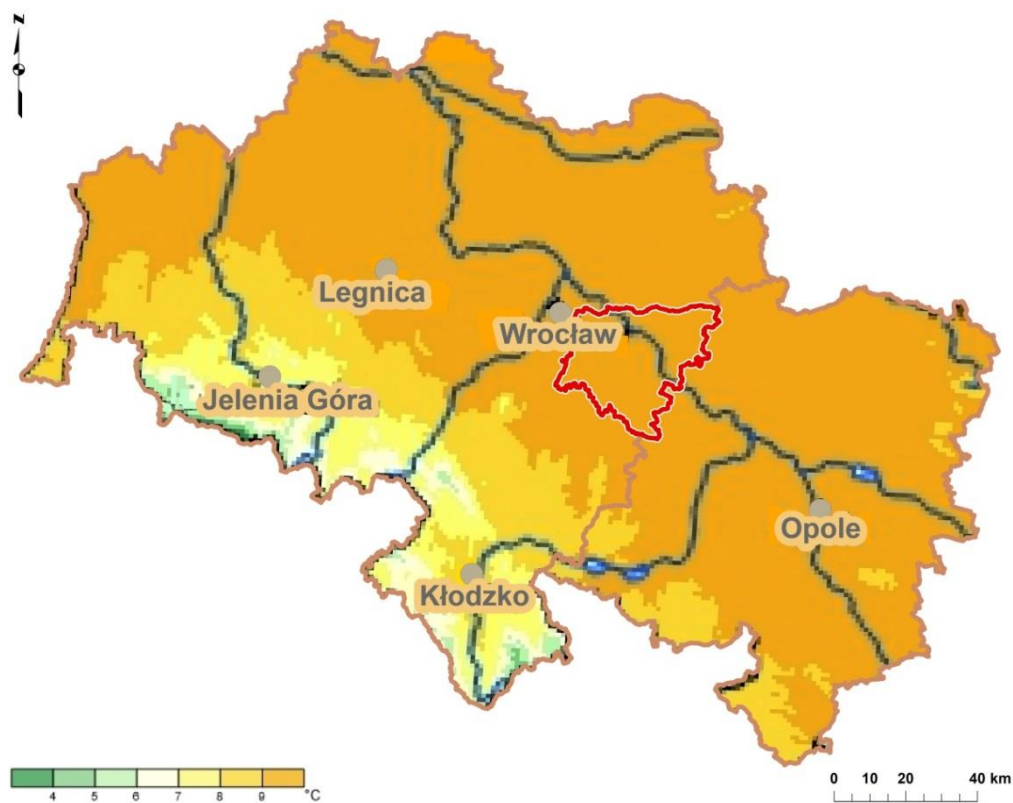 z
Legnica
Wrocław
Jelenia Góra
Opole
Kłodzko
4 5 6 7 8 9 °C
0 10 20 40 km